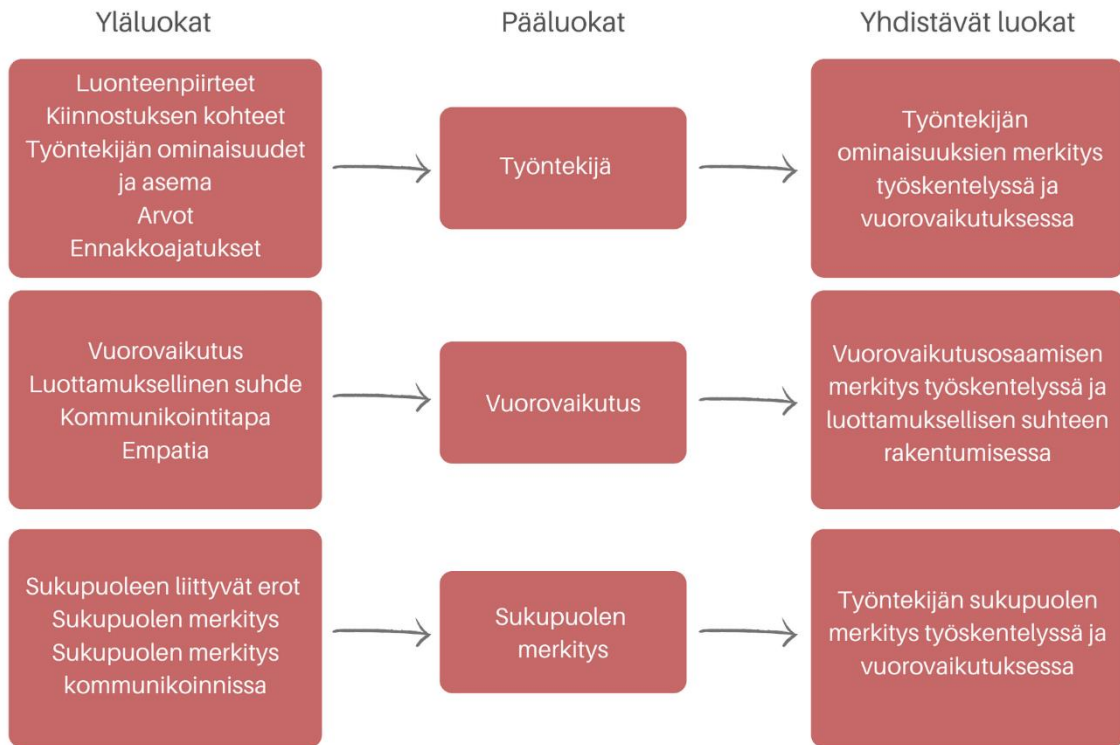 Yläluokat
Pääluokat
Yhdistävät luokat
Luonteenpiirteet
Kiinnostuksen kohteet
Työntekijän ominaisuudet
ja asema
Arvot
Ennakkoajatukset
Työntekijä
Työntekijän
ominaisuuksien merkitys
työskentelyssä ja
vuorovaikutuksessa
Vuorovaikutus
Luottamuksellinen suhde
Kommunikointitapa
Empatia
Vuorovaikutus
Vuorovaikutusosaamisen
merkitys työskentelyssä ja
luottamuksellisen suhteen
rakentumisessa
Sukupuoleen liittyvät erot
Sukupuolen merkitys
Sukupuolen merkitys
kommunikoinnissa
Sukupuolen
merkitys
Työntekijän sukupuolen
merkitys työskentelyssä ja
vuorovaikutuksessa